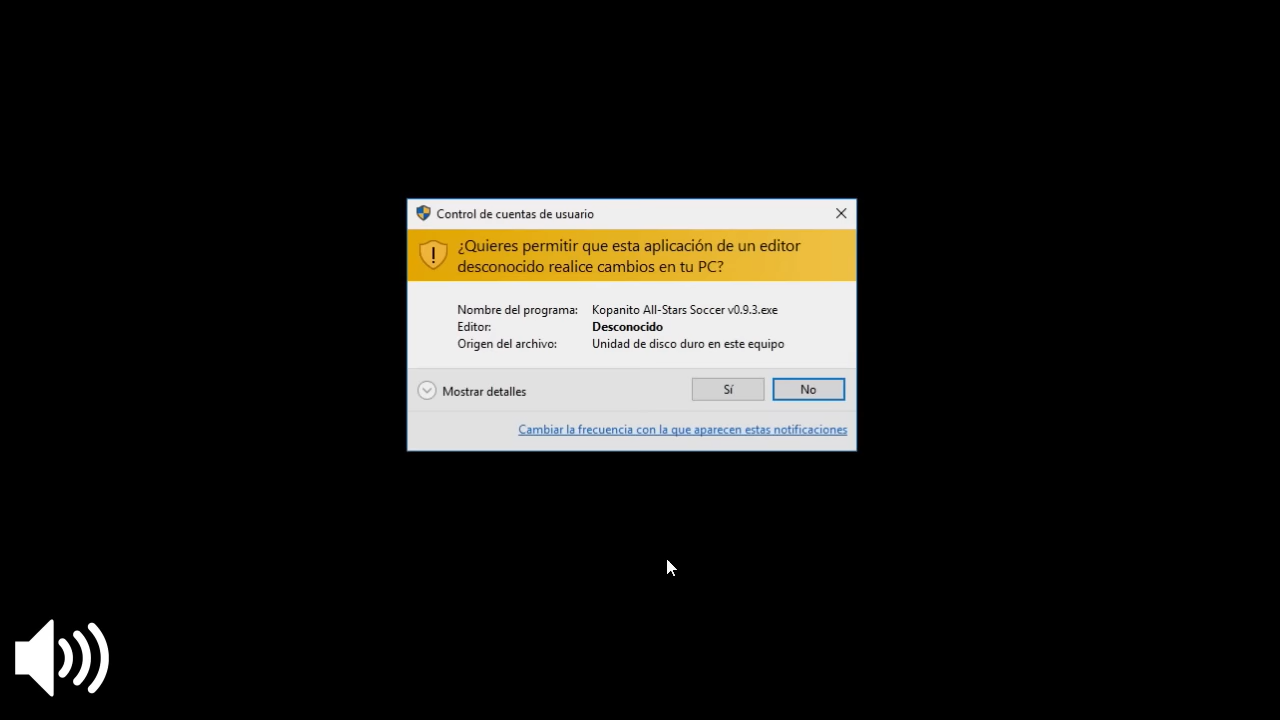 Control de cuentas de usuario
¿Quieres permitir que esta aplicación de un editor
desconocido realice cambios en tu PC?
Nombre del programa: Kopanito All-Stars Soccer v0.9.3.exe
Editor: Desconocido
Origen del archivo: Unidad de disco duro en este equipo
Mostrar detalles Sí No
Cambiar la frecuencia con la que aparecen estas notificaciones